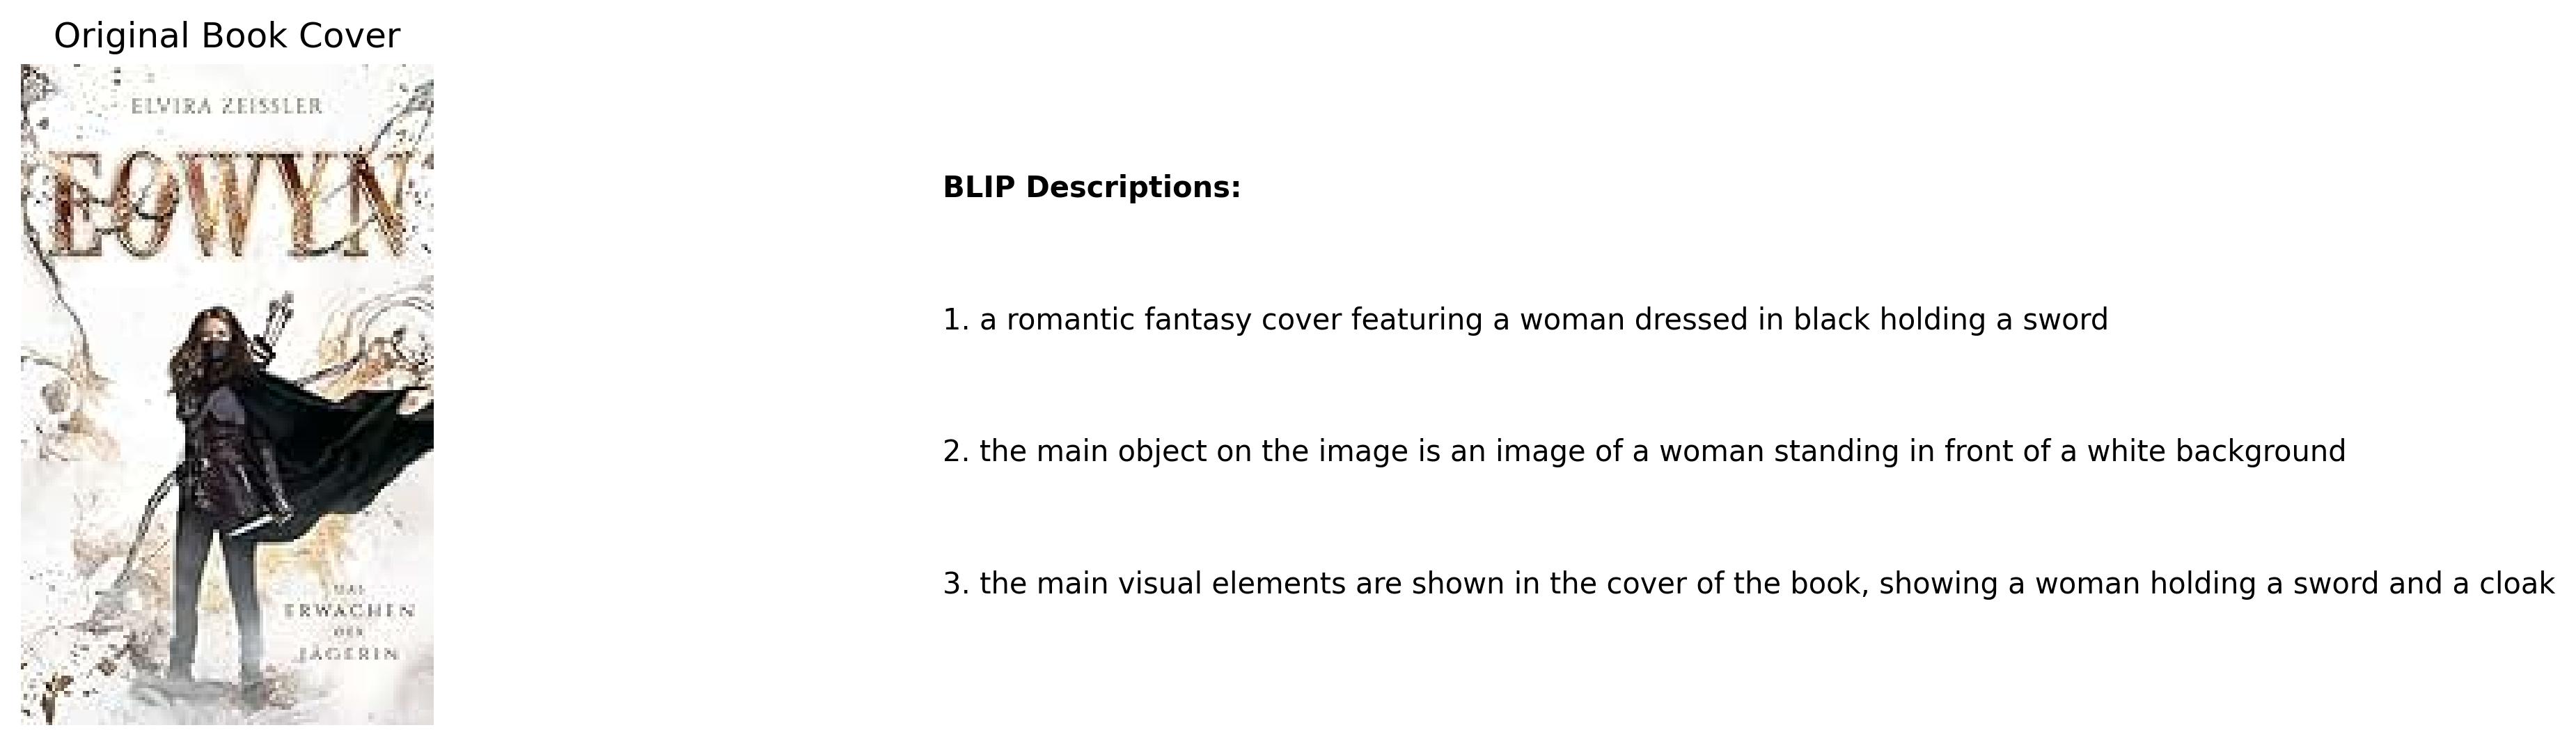 Original Book Cover
ELVIRA ZEISSLER
EOWYN
DAS
ERWACHEN
DER
JÄGERIN
BLIP Descriptions:
1. a romantic fantasy cover featuring a woman dressed in black holding a sword
2. the main object on the image is an image of a woman standing in front of a white background
3. the main visual elements are shown in the cover of the book, showing a woman holding a sword and a cloak